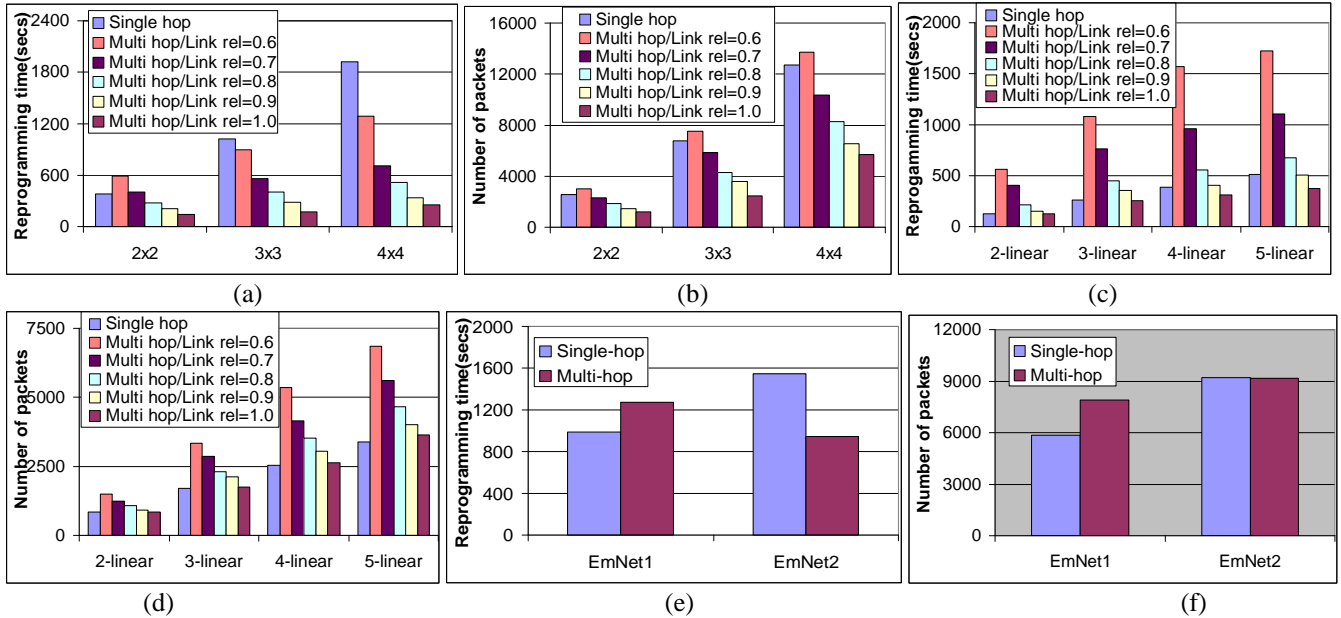 Reprogramming time(secs)
2400
1800
1200
600
0
Single hop
Multi hop/Link rel=0.6
Multi hop/Link rel=0.7
Multi hop/Link rel=0.8
Multi hop/Link rel=0.9
Multi hop/Link rel=1.0
2x2
3x3
4x4
(a)
Number of packets
16000
12000
8000
4000
0
Single hop
Multi hop/Link rel=0.6
Multi hop/Link rel=0.7
Multi hop/Link rel=0.8
Multi hop/Link rel=0.9
Multi hop/Link rel=1.0
2x2
3x3
4x4
(b)
Reprogamming time(secs)
2000
1500
1000
500
0
Single hop
Multi hop/Link rel=0.6
Multi hop/Link rel=0.7
Multi hop/Link rel=0.8
Multi hop/Link rel=0.9
Multi hop/Link rel=1.0
2-linear
3-linear
4-linear
5-linear
(c)
Number of packets
7500
5000
2500
0
Single hop
Multi hop/Link rel=0.6
Multi hop/Link rel=0.7
Multi hop/Link rel=0.8
Multi hop/Link rel=0.9
Multi hop/Link rel=1.0
2-linear
3-linear
4-linear
5-linear
(d)
Reprogramming time(secs)
2000
1600
1200
800
400
0
Single-hop
Multi-hop
EmNet1
EmNet2
(e)
Number of packets
12000
9000
6000
3000
0
Single-hop
Multi-hop
EmNet1
EmNet2
(f)